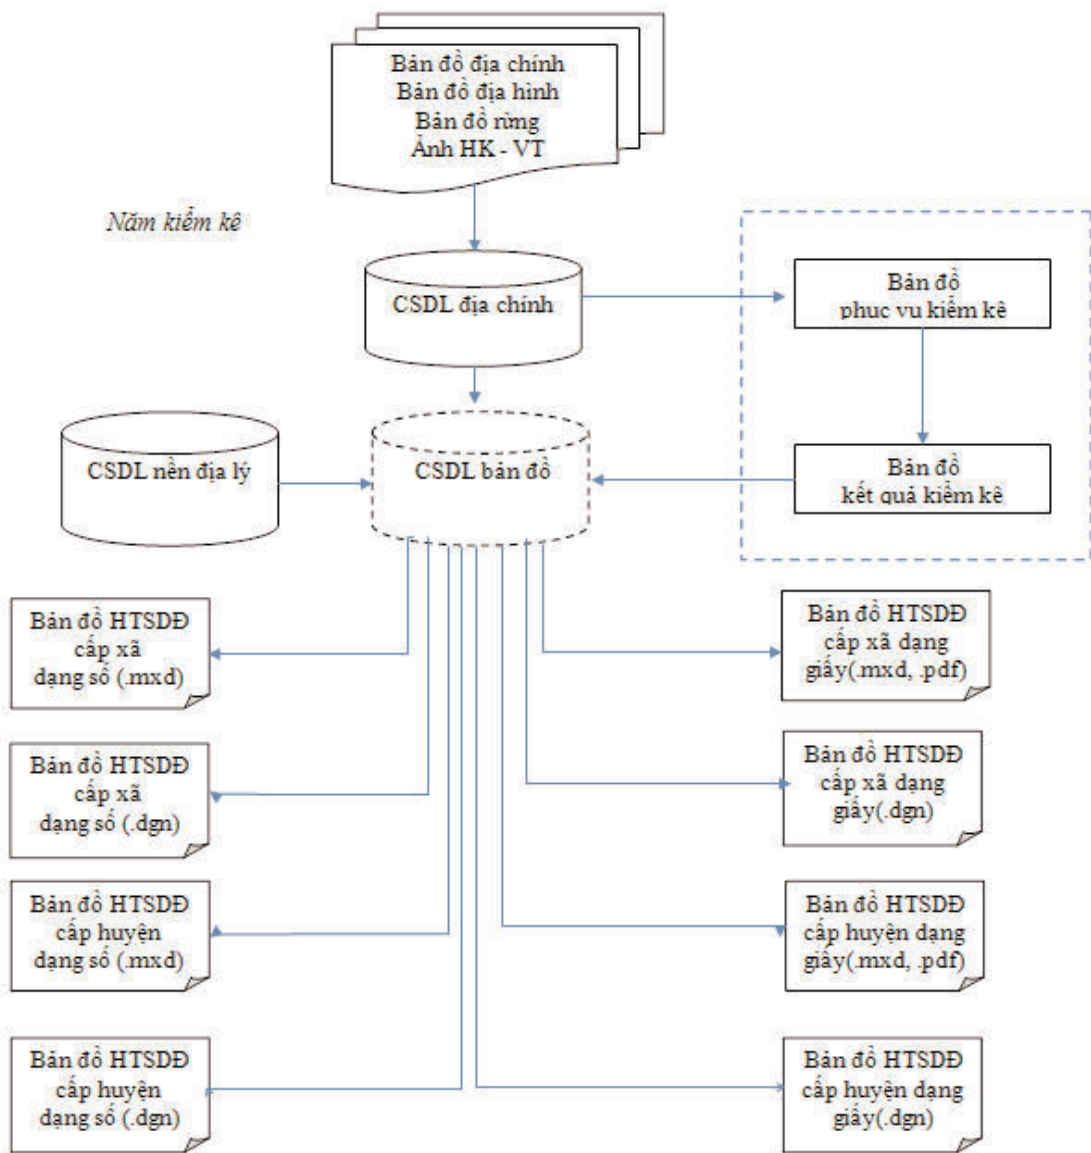 Bản đồ địa chính
Bản đồ địa hình
Bản đồ rừng
Ảnh HK - VT
Năm kiểm kê
CSDL địa chính
Bản đồ
phục vụ kiểm kê
CSDL nền địa lý
CSDL bản đồ
Bản đồ
kết quả kiểm kê
Bản đồ HTSDĐ
cấp xã
dạng số (.mxd)
Bản đồ HTSDĐ
cấp xã dạng
giấy(.mxd, .pdf)
Bản đồ HTSDĐ
cấp xã
dạng số (.dgn)
Bản đồ HTSDĐ
cấp xã dạng
giấy(.dgn)
Bản đồ HTSDĐ
cấp huyện
dạng số (.mxd)
Bản đồ HTSDĐ
cấp huyện dạng
giấy(.mxd, .pdf)
Bản đồ HTSDĐ
cấp huyện
dạng số (.dgn)
Bản đồ HTSDĐ
cấp huyện dạng
giấy(.dgn)